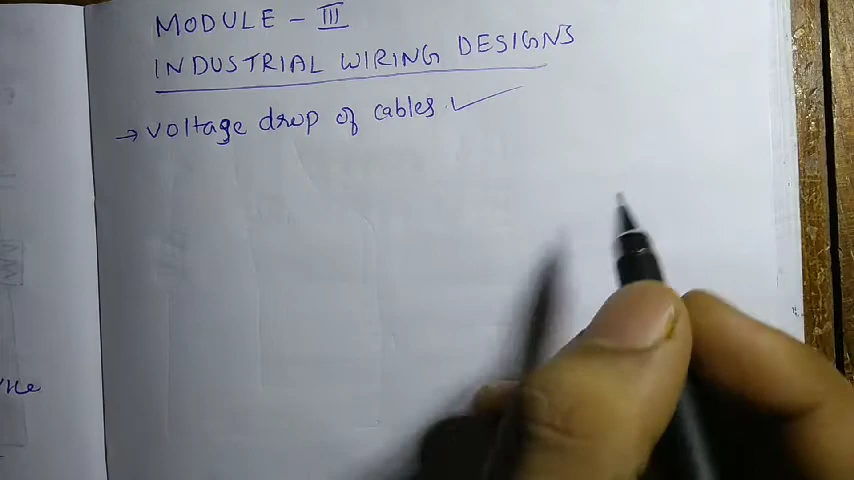 MODULE - III
INDUSTRIAL WIRING DESIGNS
→ voltage drop of cables. ✓